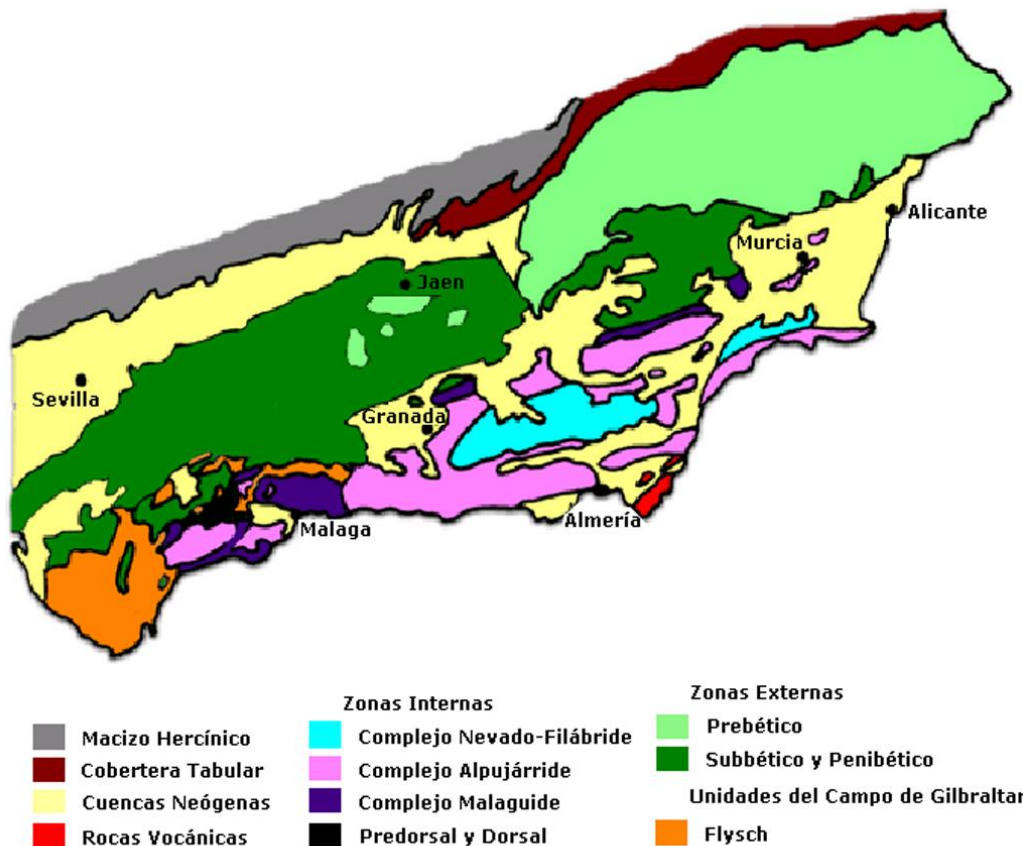 Alicante
Murcia
Jaen
Sevilla
Granada
Malaga
Almería
Zonas Internas
Zonas Externas
Macizo Hercínico
Cobertera Tabular
Cuencas Neógenas
Rocas Vocánicas
Complejo Nevado-Filábride
Complejo Alpujárride
Complejo Malaguide
Predorsal y Dorsal
Prebético
Subbético y Penibético
Unidades del Campo de Gilbraltar
Flysch